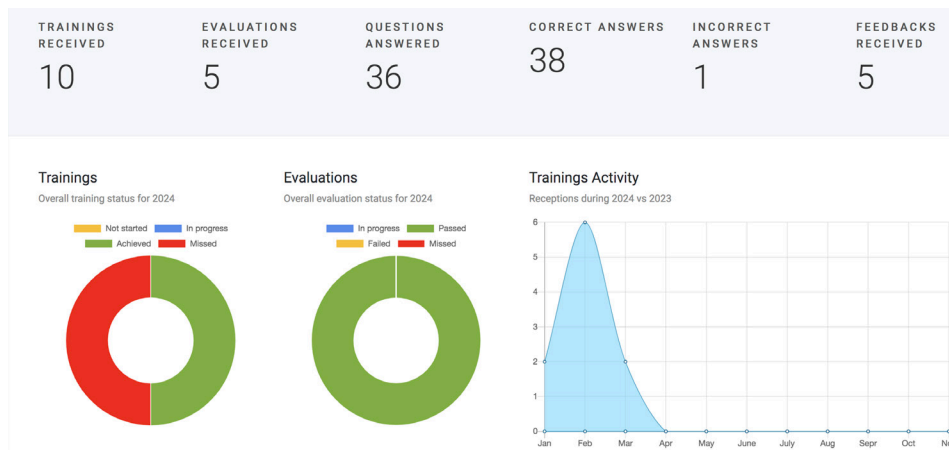 TRAININGS
RECEIVED
10
EVALUATIONS
RECEIVED
5
QUESTIONS
ANSWERED
36
CORRECT ANSWERS
38
INCORRECT
ANSWERS
1
FEEDBACKS
RECEIVED
5
Trainings
Overall training status for 2024
Not started In progress
Achieved Missed
Evaluations
Overall evaluation status for 2024
In progress Passed
Failed Missed
Trainings Activity
Receptions during 2024 vs 2023
6
5
4
3
2
1
0
Jan Feb Mar Apr May June July Aug Sepr Oct